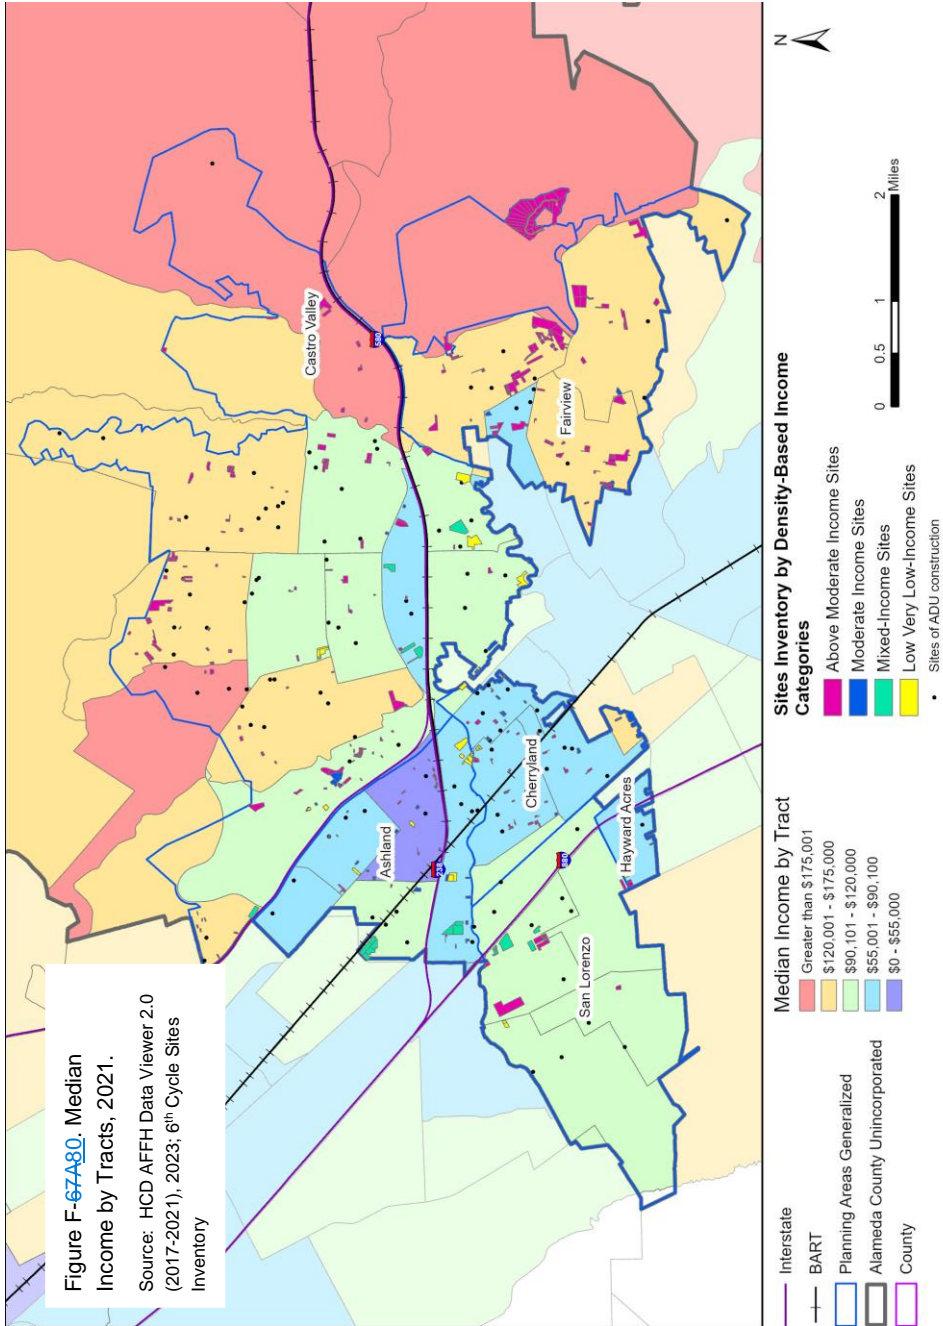 Figure F-67A80. Median
Income by Tracts, 2021.
Source: HCD AFFH Data Viewer 2.0
(2017-2021), 2023; 6th Cycle Sites
Inventory
Castro Valley
580
Fairview
Ashland
238
Cherryland
Hayward Acres
880
San Lorenzo
Interstate
BART
Planning Areas Generalized
Alameda County Unincorporated
County
Median Income by Tract
Greater than $175,001
$120,001 - $175,000
$90,101 - $120,000
$55,001 - $90,100
$0 - $55,000
Sites Inventory by Density-Based Income
Categories
Above Moderate Income Sites
Moderate Income Sites
Mixed-Income Sites
Low Very Low-Income Sites
Sites of ADU construction
0 0.5 1 2
Miles
N